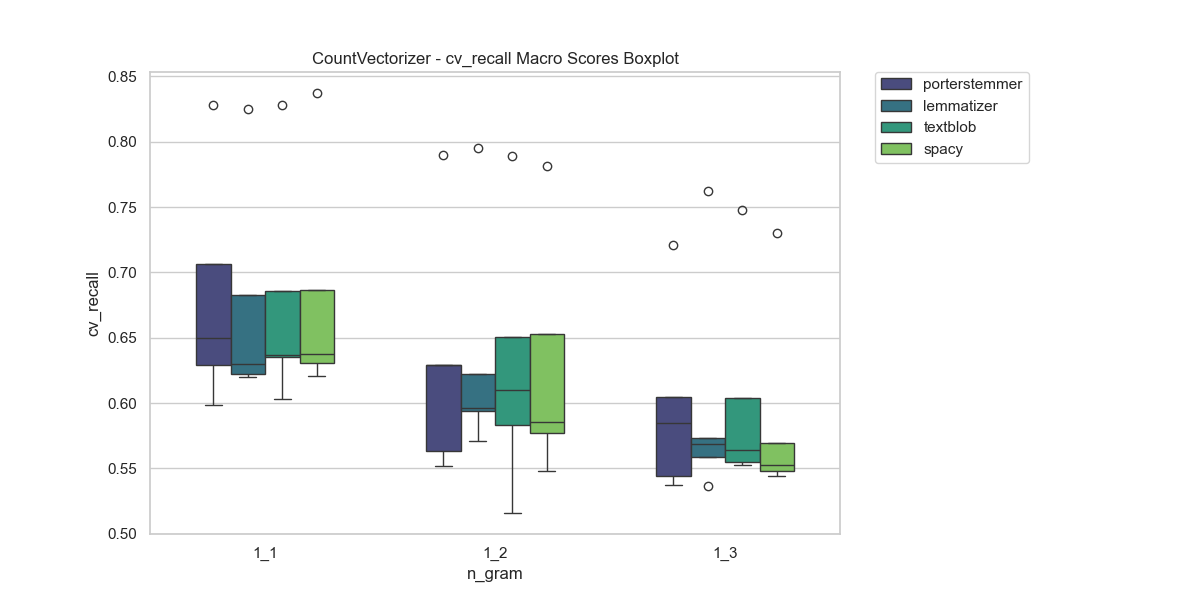 CountVectorizer - cv_recall Macro Scores Boxplot
0.85
0.80
0.75
0.70
0.65
0.60
0.55
0.50
cv_recall
1_1
1_2
1_3
n_gram
porterstemmer
lemmatizer
textblob
spacy